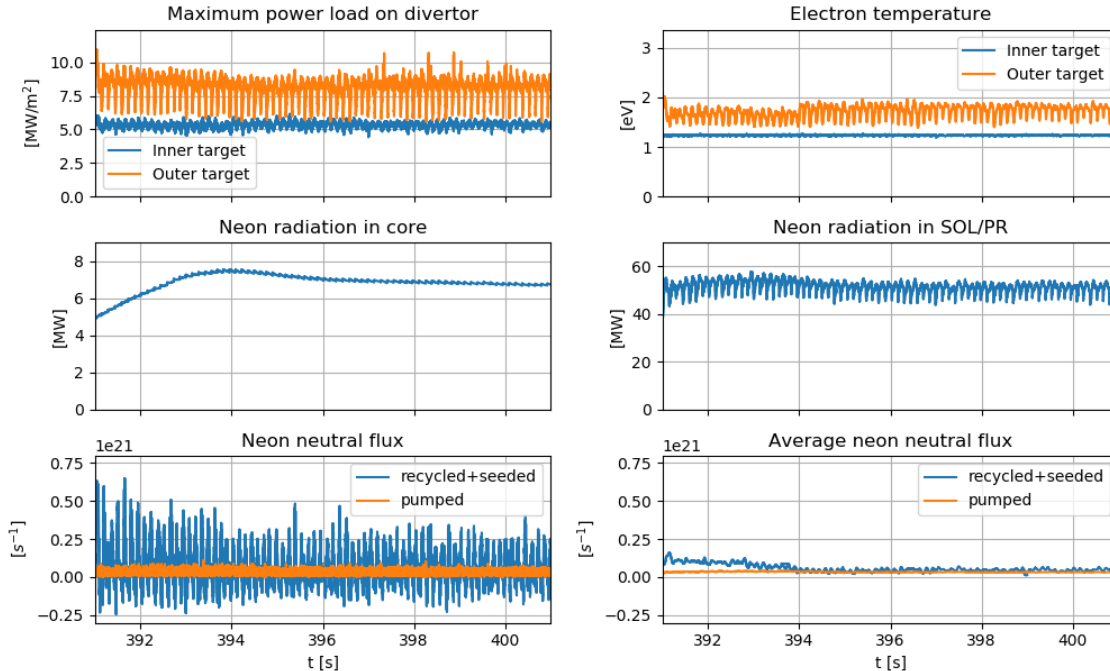 Maximum power load on divertor
[MW/m²]
10.0
7.5
5.0
2.5
0.0
Inner target
Outer target
Electron temperature
[eV]
3
2
1
0
Inner target
Outer target
Neon radiation in core
[MW]
8
6
4
2
0
Neon radiation in SOL/PR
[MW]
60
40
20
0
Neon neutral flux
1e21
[s⁻¹]
0.75
0.50
0.25
0.00
−0.25
recycled+seeded
pumped
392 394 396 398 400
t [s]
Average neon neutral flux
1e21
[s⁻¹]
0.75
0.50
0.25
0.00
−0.25
recycled+seeded
pumped
392 394 396 398 400
t [s]